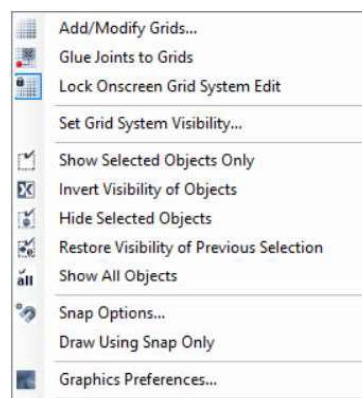 Add/Modify Grids...
Glue Joints to Grids
Lock Onscreen Grid System Edit
Set Grid System Visibility...
Show Selected Objects Only
Invert Visibility of Objects
Hide Selected Objects
Restore Visibility of Previous Selection
all Show All Objects
Snap Options...
Draw Using Snap Only
Graphics Preferences...